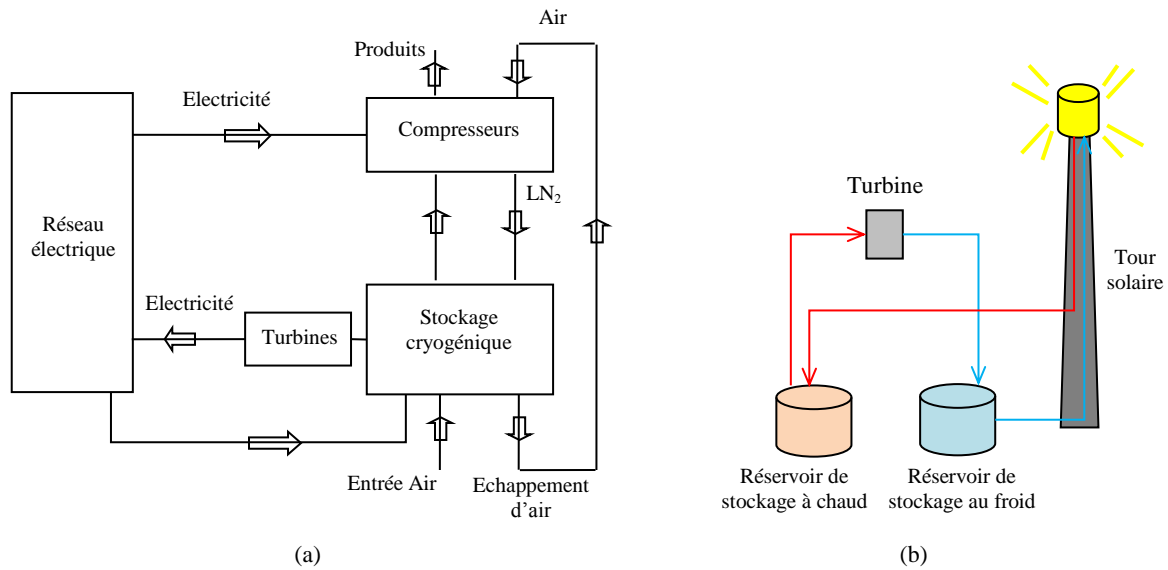 Air
Produits
Electricité
Compresseurs
LN₂
Réseau
électrique
Electricité
Turbines
Stockage
cryogénique
Entrée Air
Echappement
d'air
(a)
Turbine
Tour
solaire
Réservoir de
stockage à chaud
Réservoir de
stockage au froid
(b)